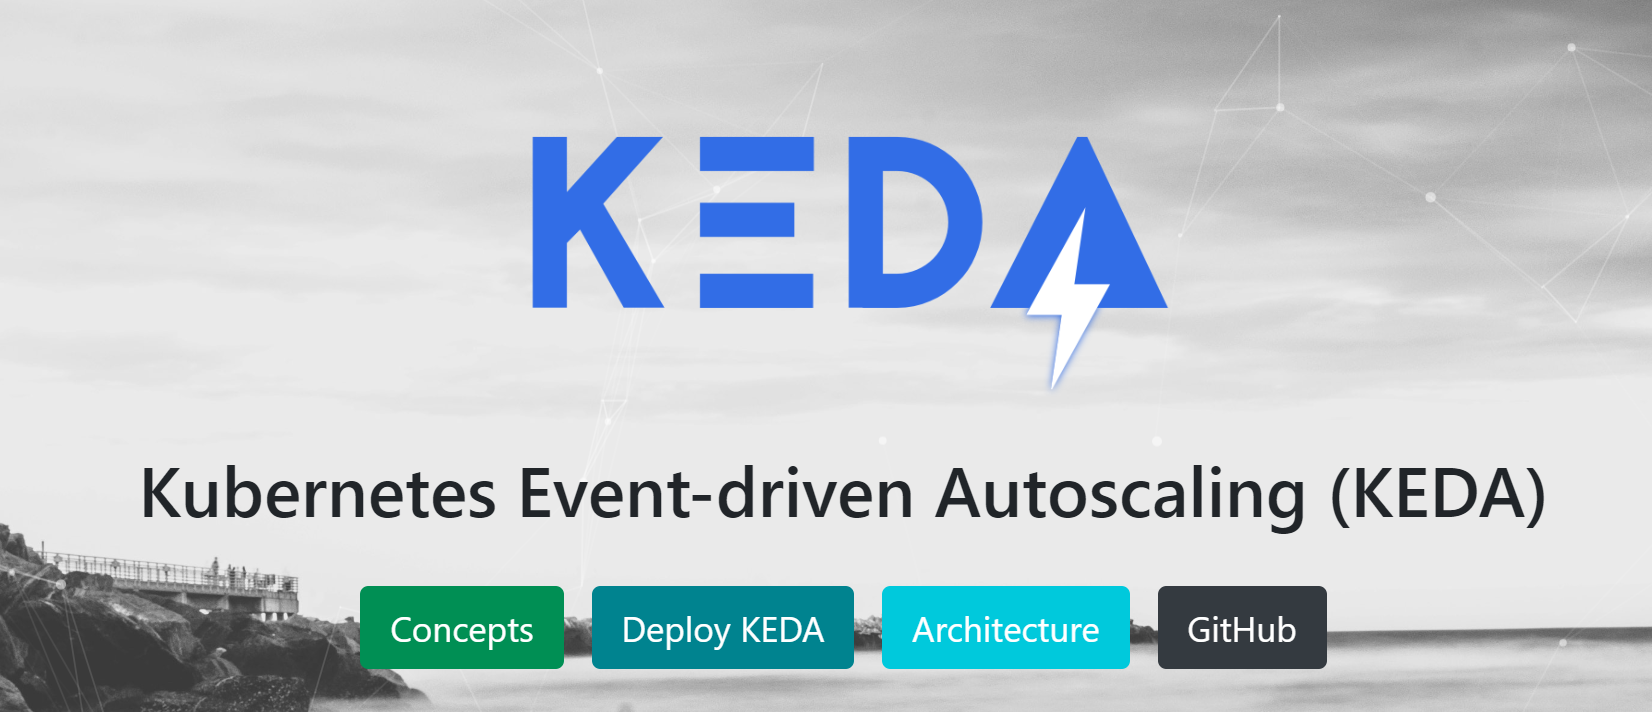 KEDA
Kubernetes Event-driven Autoscaling (KEDA)
Concepts
Deploy KEDA
Architecture
GitHub